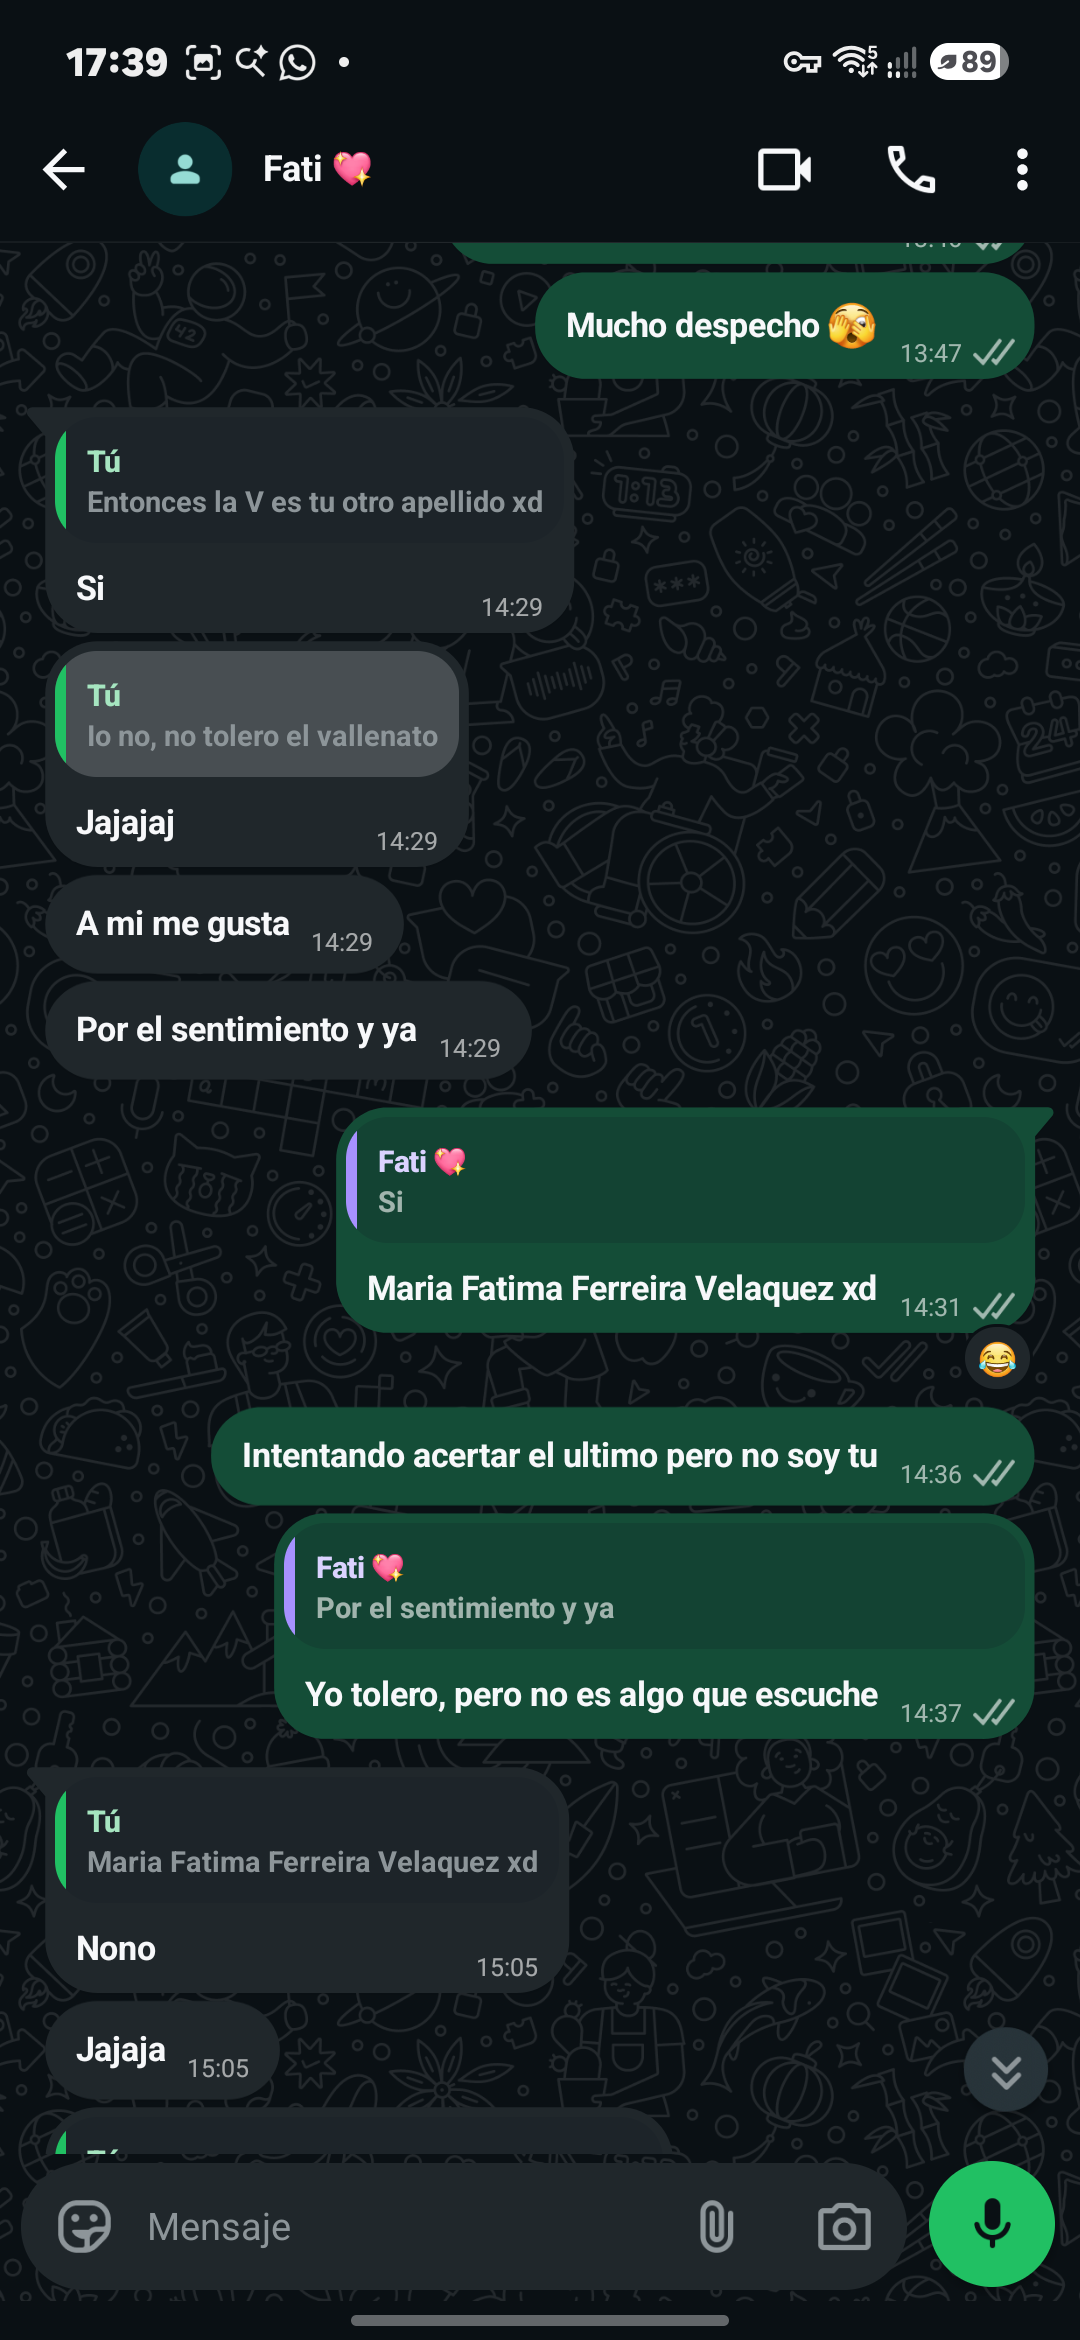 17:39
5
89
Fati 💖
Mucho despecho 🫣
13:47
Tú
Entonces la V es tu otro apellido xd
Si
14:29
Tú
Io no, no tolero el vallenato
Jajajaj
14:29
A mi me gusta
14:29
Por el sentimiento y ya
14:29
Fati 💖
Si
Maria Fatima Ferreira Velaquez xd
14:31
😂
Intentando acertar el ultimo pero no soy tu
14:36
Fati 💖
Por el sentimiento y ya
Yo tolero, pero no es algo que escuche
14:37
Tú
Maria Fatima Ferreira Velaquez xd
Nono
15:05
Jajaja
15:05
Mensaje